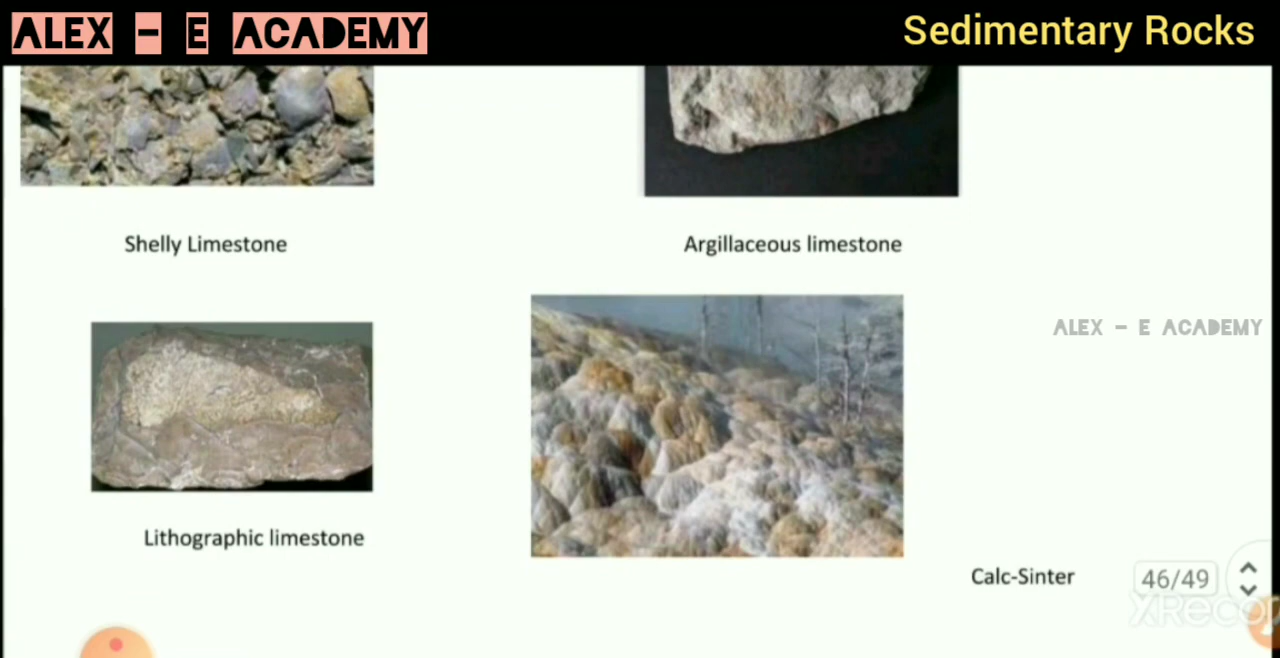 ALEX - E ACADEMY
Sedimentary Rocks
Shelly Limestone
Argillaceous limestone
ALEX - E ACADEMY
Lithographic limestone
Calc-Sinter
46/49